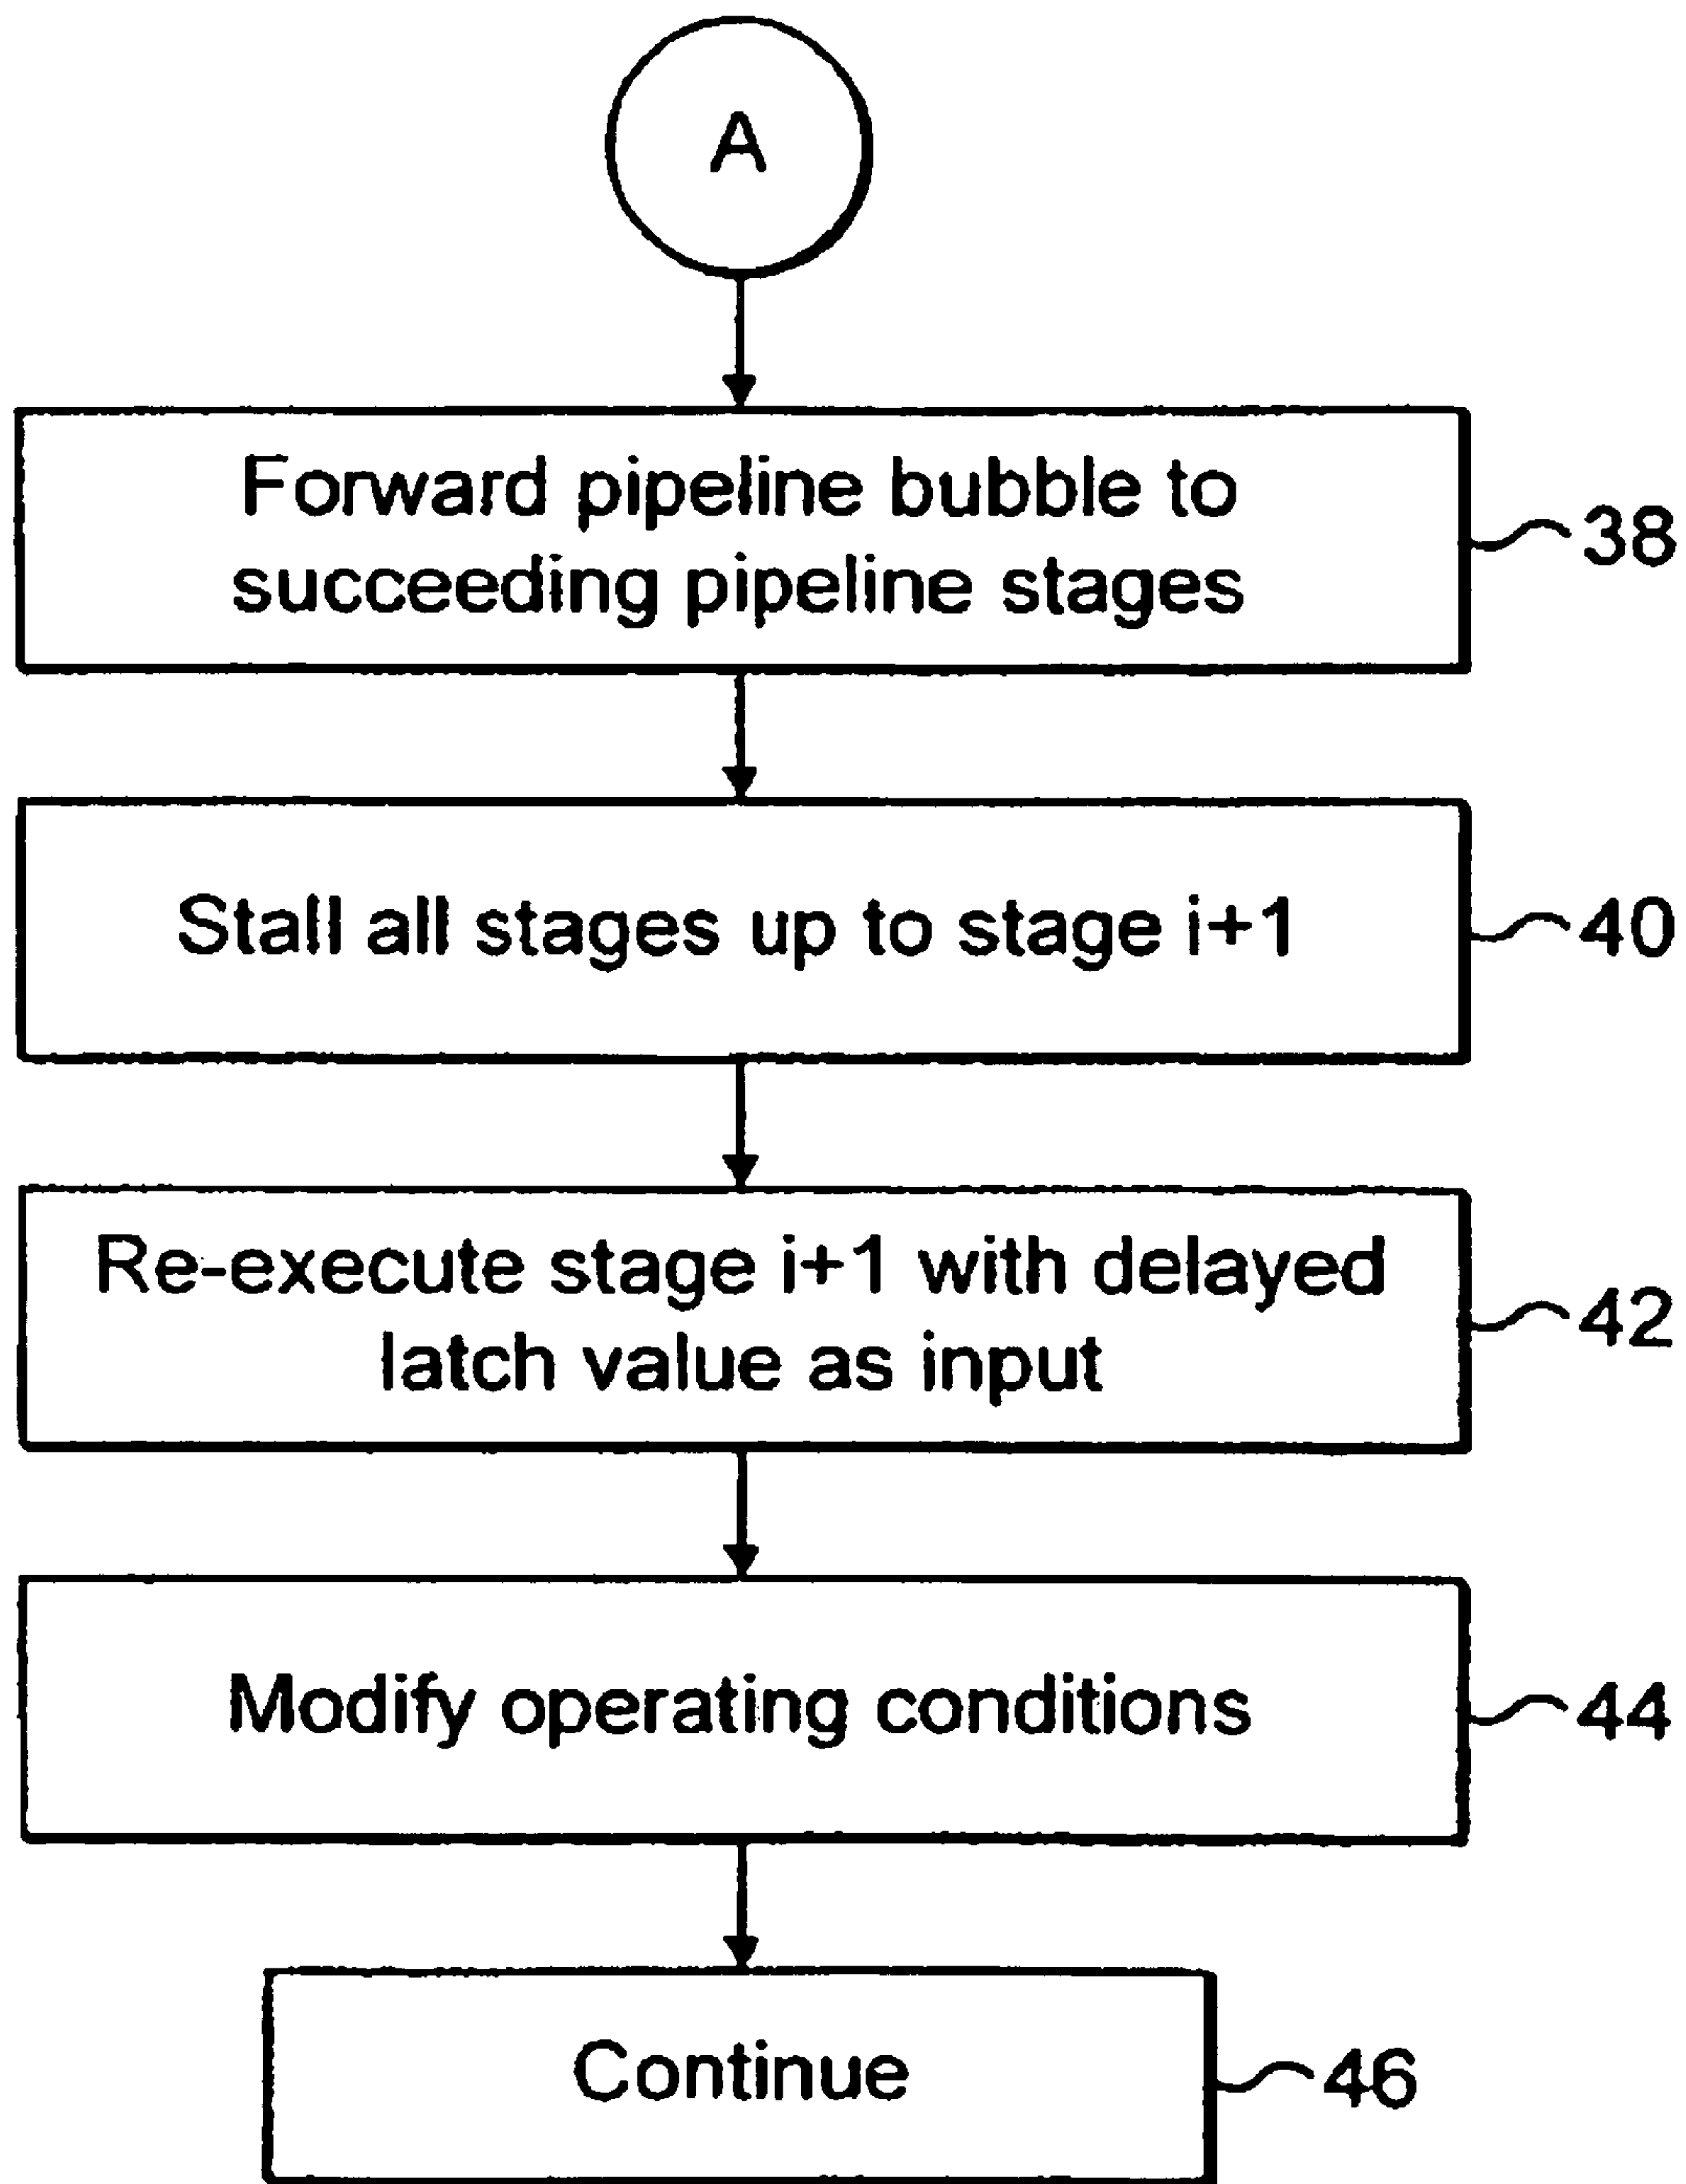 A
Forward pipeline bubble to
succeeding pipeline stages
38
Stall all stages up to stage i+1
40
Re-execute stage i+1 with delayed
latch value as input
42
Modify operating conditions
44
Continue
46